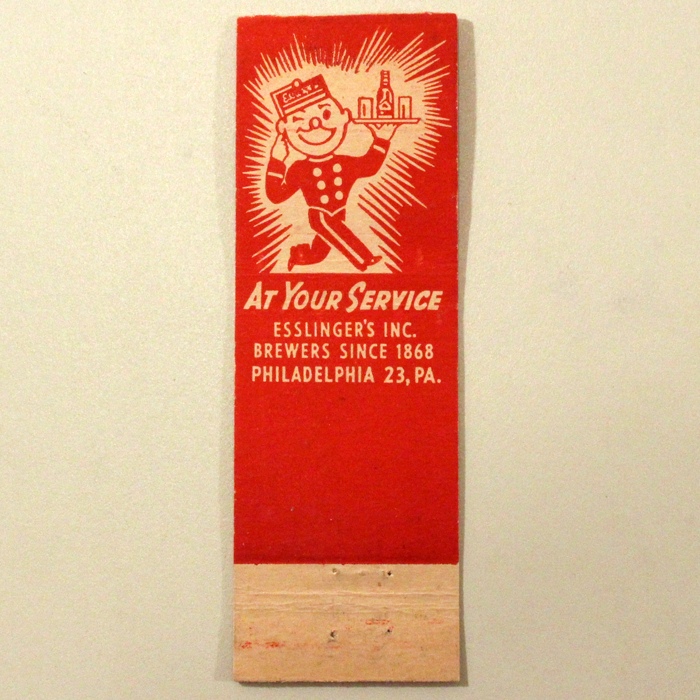 AT YOUR SERVICE
ESSLINGER'S INC.
BREWERS SINCE 1868
PHILADELPHIA 23, PA.